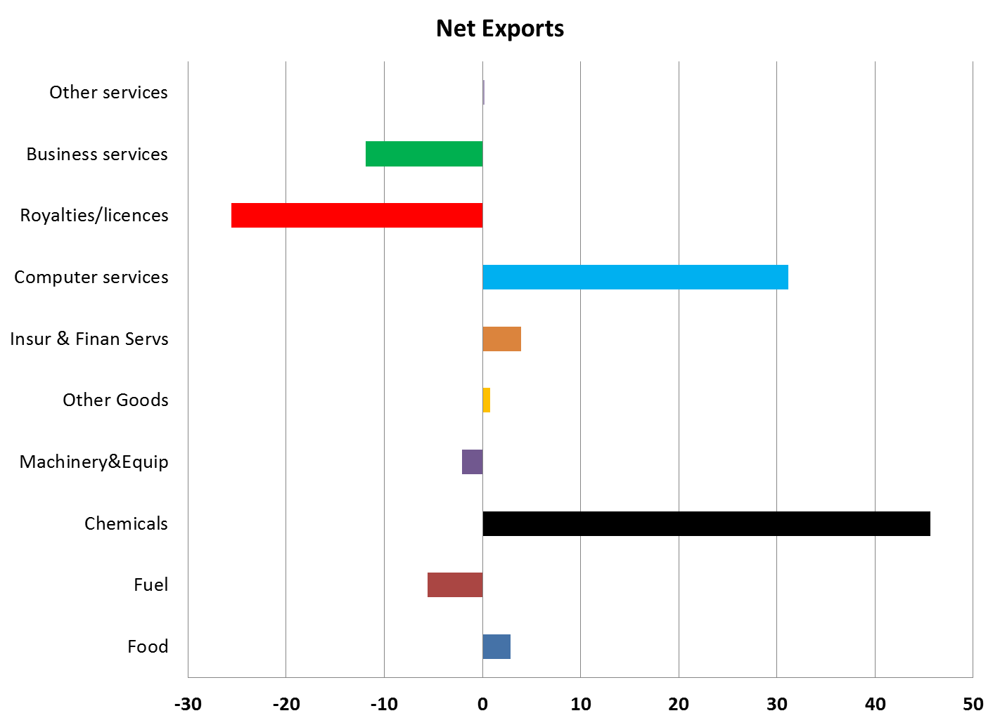 Net Exports
Other services
Business services
Royalties/licences
Computer services
Insur & Finan Servs
Other Goods
Machinery&Equip
Chemicals
Fuel
Food
-30 -20 -10 0 10 20 30 40 50